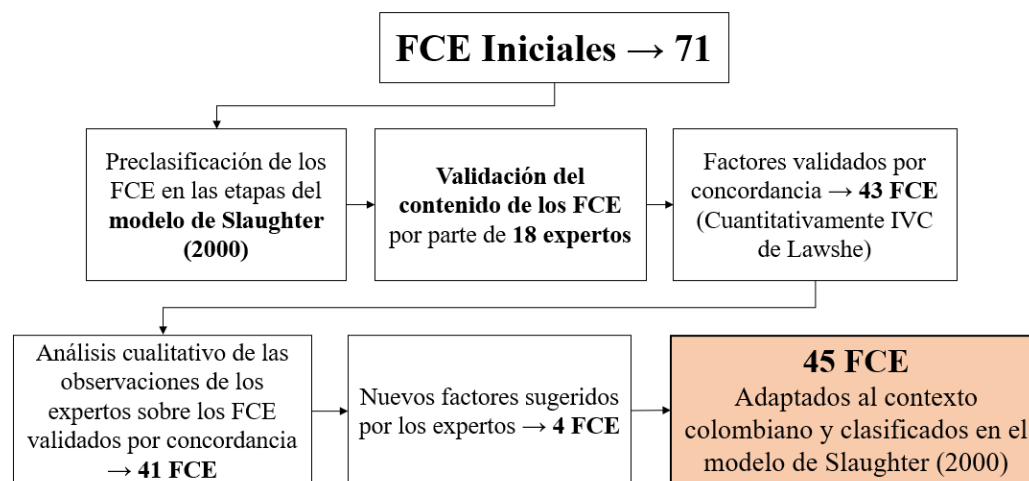 FCE Iniciales → 71
Preclasificación de los
FCE en las etapas del
modelo de Slaughter
(2000)
Validación del
contenido de los FCE
por parte de 18 expertos
Factores validados por
concordancia → 43 FCE
(Cuantitativamente IVC
de Lawshe)
Análisis cualitativo de las
observaciones de los
expertos sobre los FCE
validados por concordancia
→ 41 FCE
Nuevos factores sugeridos
por los expertos → 4 FCE
45 FCE
Adaptados al contexto
colombiano y clasificados en el
modelo de Slaughter (2000)